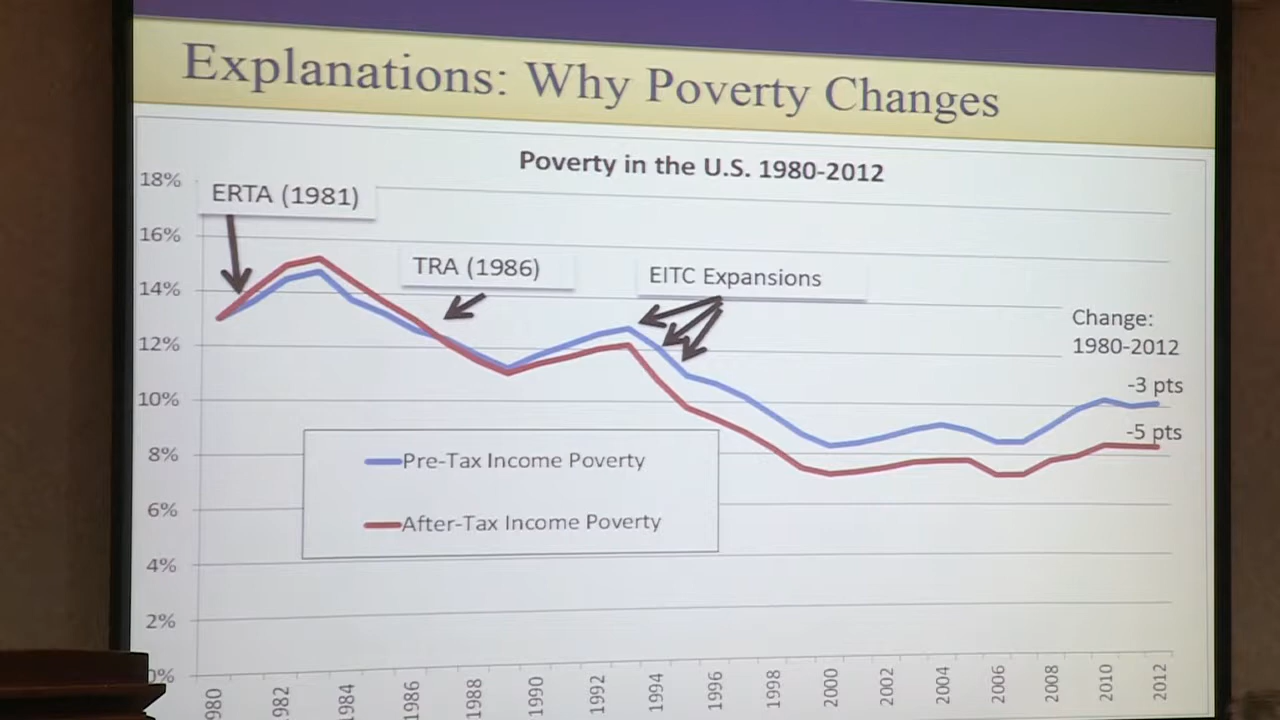 Explanations: Why Poverty Changes
Poverty in the U.S. 1980-2012
18%
16%
14%
12%
10%
8%
6%
4%
2%
0%
ERTA (1981)
TRA (1986)
EITC Expansions
Change:
1980-2012
-3 pts
-5 pts
Pre-Tax Income Poverty
After-Tax Income Poverty
980
1982
1984
1986
1988
1990
1992
1994
1996
1998
2000
2002
2004
2006
2008
2010
2012